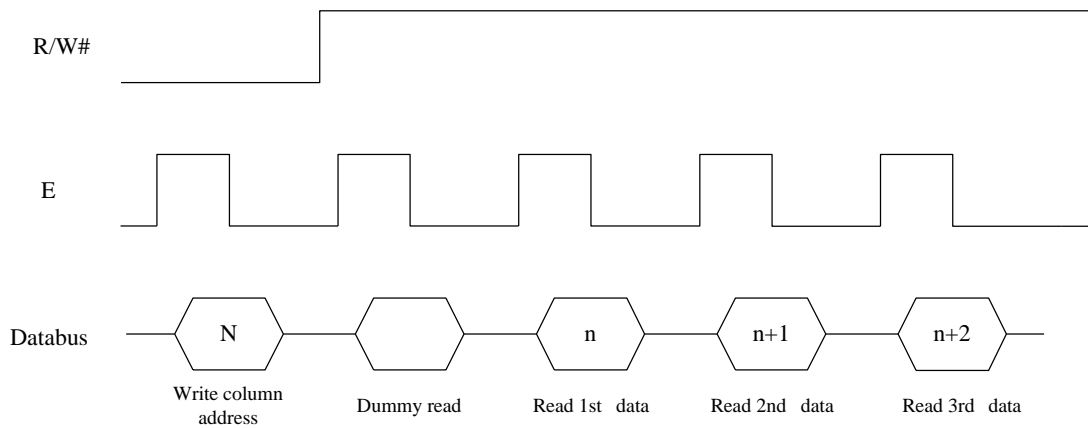 R/W#
E
Databus
N
n
n+1
n+2
Write column
address
Dummy read
Read 1st data
Read 2nd data
Read 3rd data